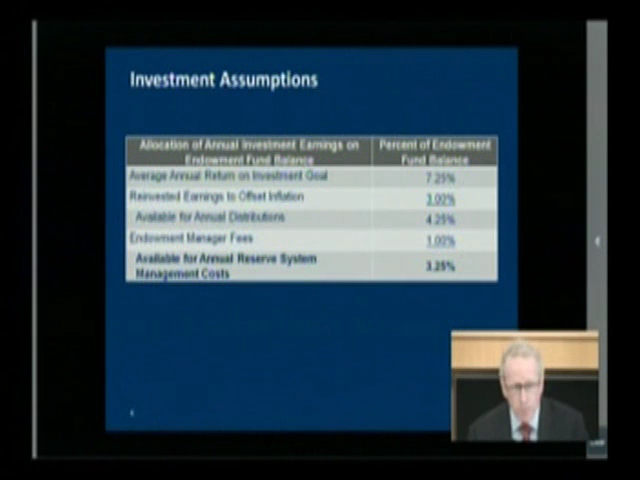 Investment Assumptions
Allocation of Annual Investment Earnings on
Endowment Fund Balance
Percent of Endowment
Fund Balance
Average Annual Return on Investment Goal 7.25%
Reinvested Earnings to Offset Inflation 3.00%
Available for Annual Distributions 4.25%
Endowment Manager Fees 1.00%
Available for Annual Reserve System
Management Costs
3.25%